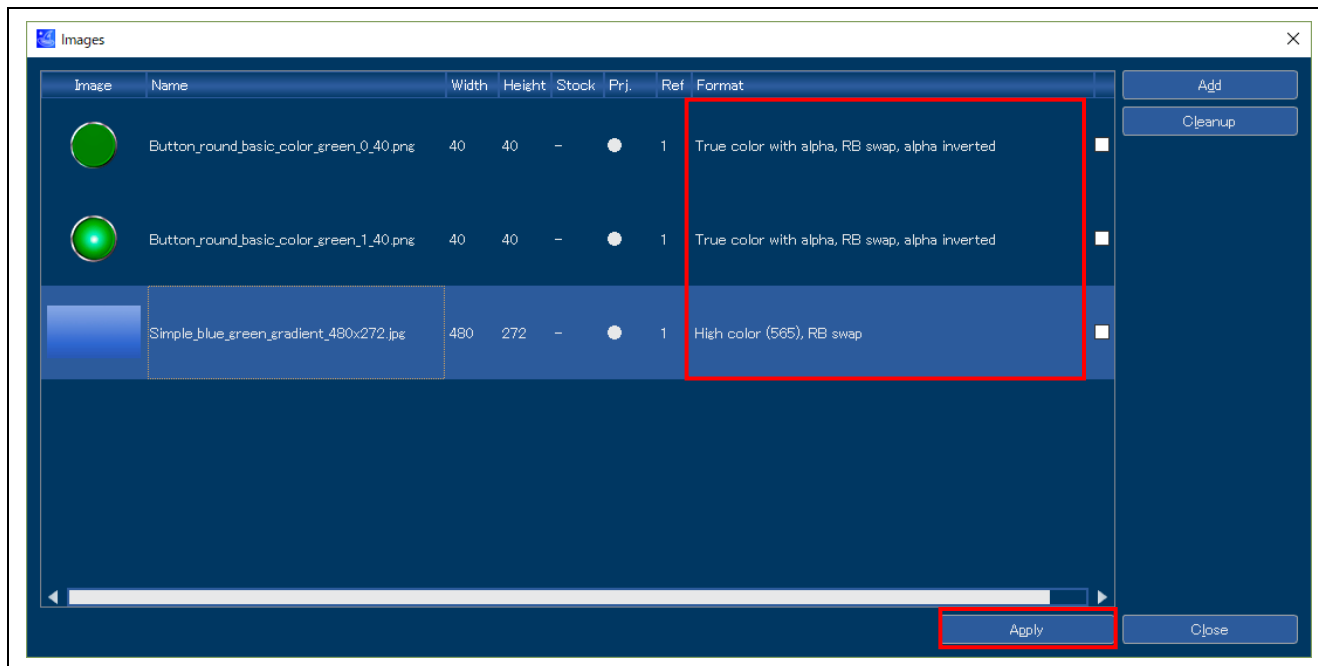 Images
Image Name Width Height Stock Prj. Ref Format
Add
Cleanup
Button_round_basic_color_green_0_40.png 40 40 – 1 True color with alpha, RB swap, alpha inverted
Button_round_basic_color_green_1_40.png 40 40 – 1 True color with alpha, RB swap, alpha inverted
Simple_blue_green_gradient_480x272.jpg 480 272 – 1 High color (565), RB swap
Apply Close